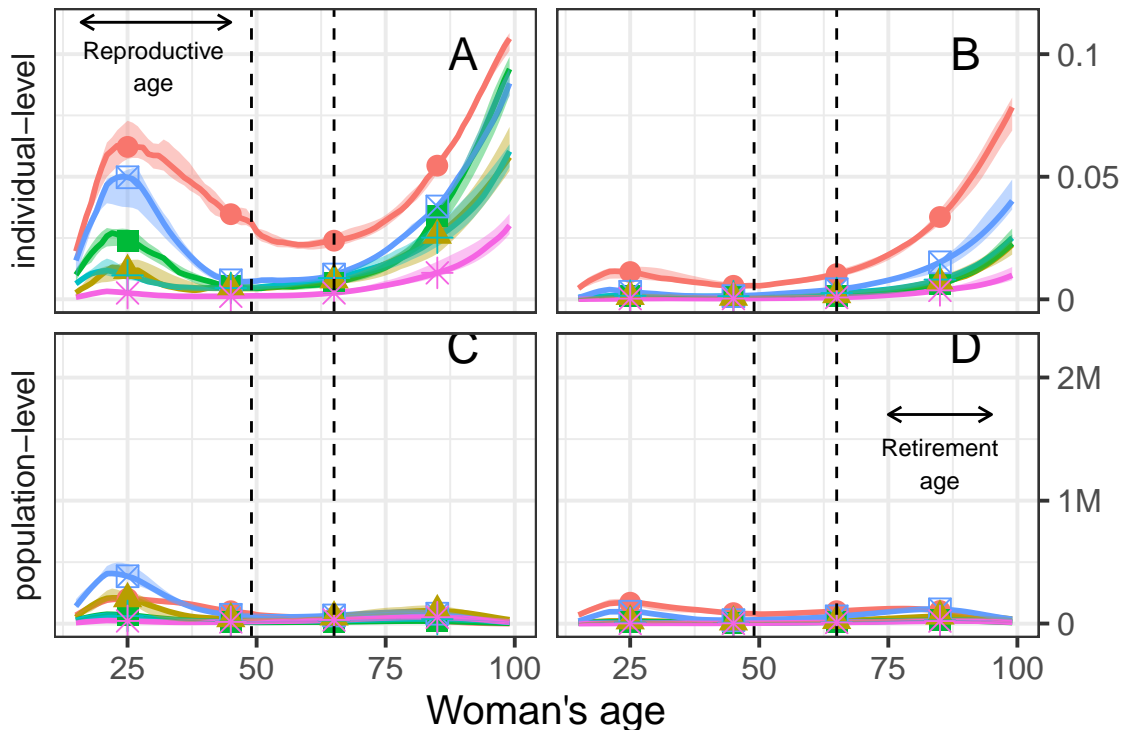 Reproductive
age
A
B
individual−level
0.1
0.05
0
C
D
Retirement
age
population−level
2M
1M
0
25
50
75
100
25
50
75
100
Woman's age